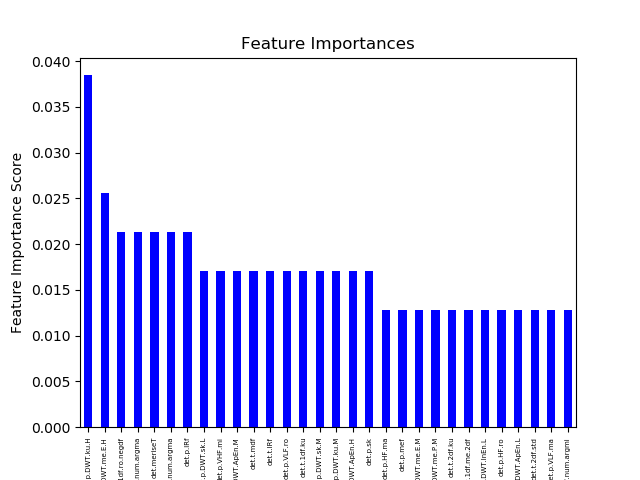 Feature Importances
Feature Importance Score
0.040
0.035
0.030
0.025
0.020
0.015
0.010
0.005
0.000
p.DWT.ku.H
DWT.me.E.H
1df.ro.negdf
.num.argma
det.meriseT
.num.argma
det.p.IRf
.p.DWT.sk.L
et.p.VHF.mi
DWT.ApEn.M
det.t.mdf
det.t.IRf
det.p.VLF.ro
det.t.1df.ku
.p.DWT.sk.M
p.DWT.ku.M
DWT.ApEn.H
det.p.sk
det.p.HF.ma
det.p.mef
DWT.me.E.M
DWT.me.P.M
det.t.2df.ku
.1df.me:2df
.DWT.InEn.L
det.p.HF.ro
DWT.ApEn.L
det.t.2df.std
et.p.VLF.ma
.num.argmi